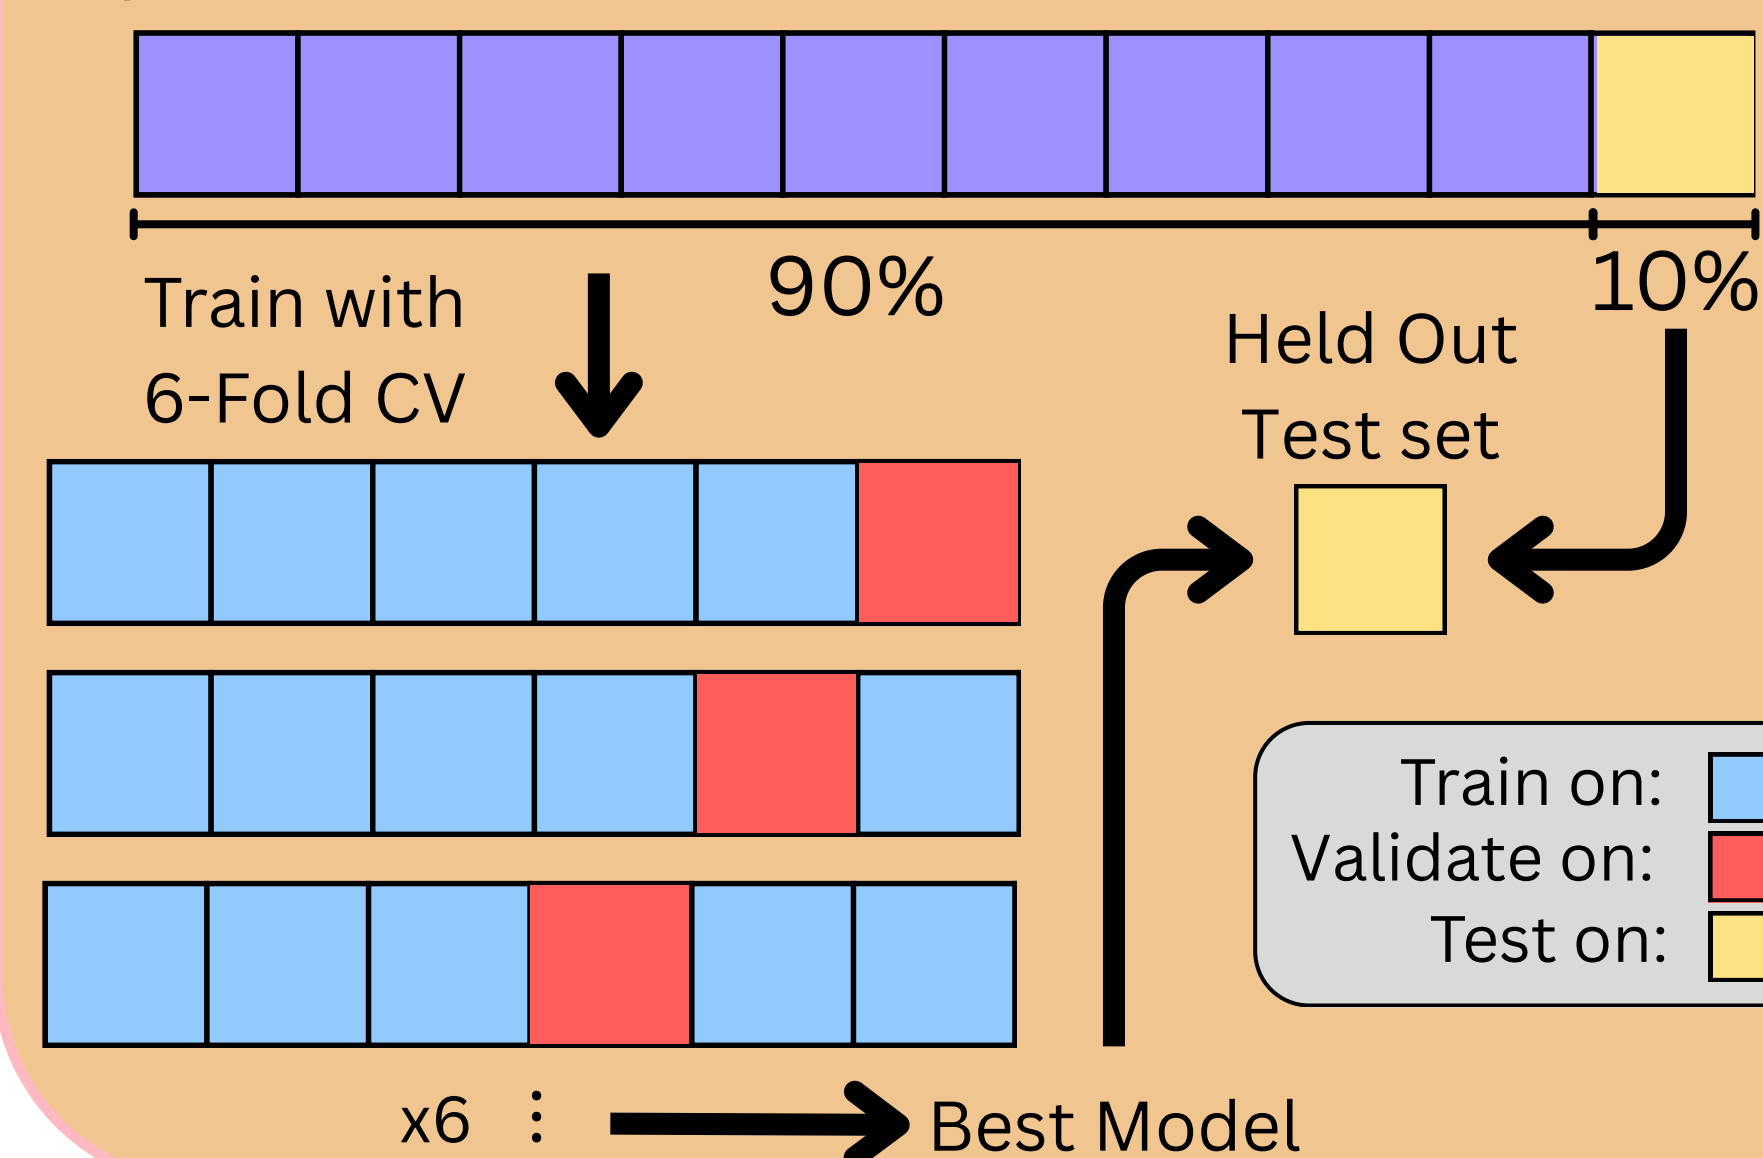 90%
10%
Train with
6-Fold CV
Held Out
Test set
Train on:
Validate on:
Test on:
x6
Best Model